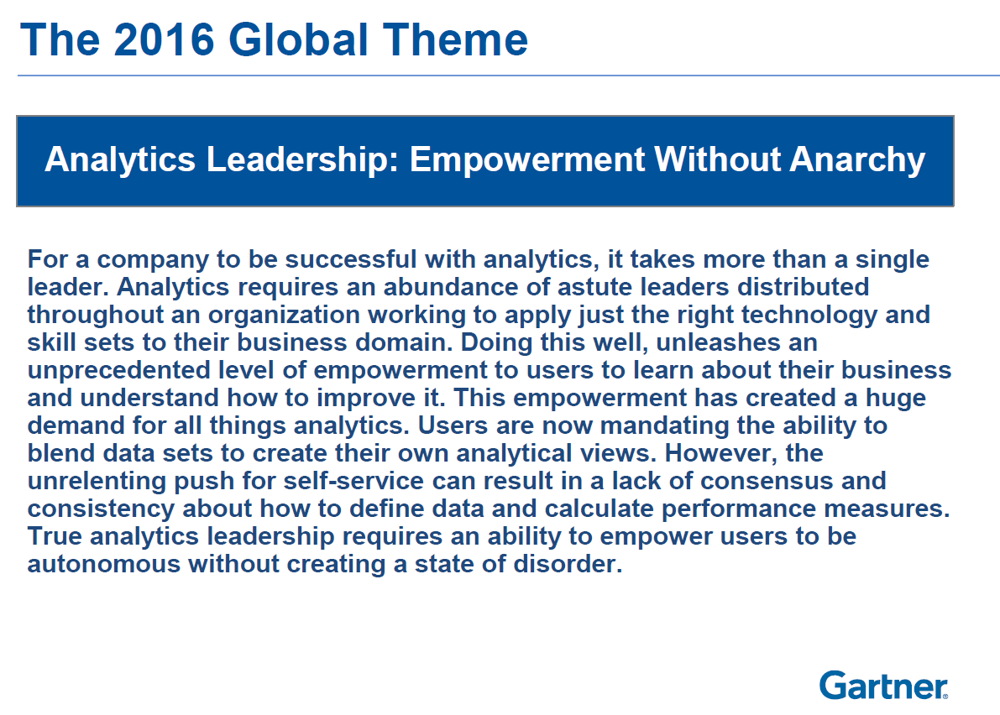 The 2016 Global Theme
Analytics Leadership: Empowerment Without Anarchy
For a company to be successful with analytics, it takes more than a single
leader. Analytics requires an abundance of astute leaders distributed
throughout an organization working to apply just the right technology and
skill sets to their business domain. Doing this well, unleashes an
unprecedented level of empowerment to users to learn about their business
and understand how to improve it. This empowerment has created a huge
demand for all things analytics. Users are now mandating the ability to
blend data sets to create their own analytical views. However, the
unrelenting push for self-service can result in a lack of consensus and
consistency about how to define data and calculate performance measures.
True analytics leadership requires an ability to empower users to be
autonomous without creating a state of disorder.
Gartner®